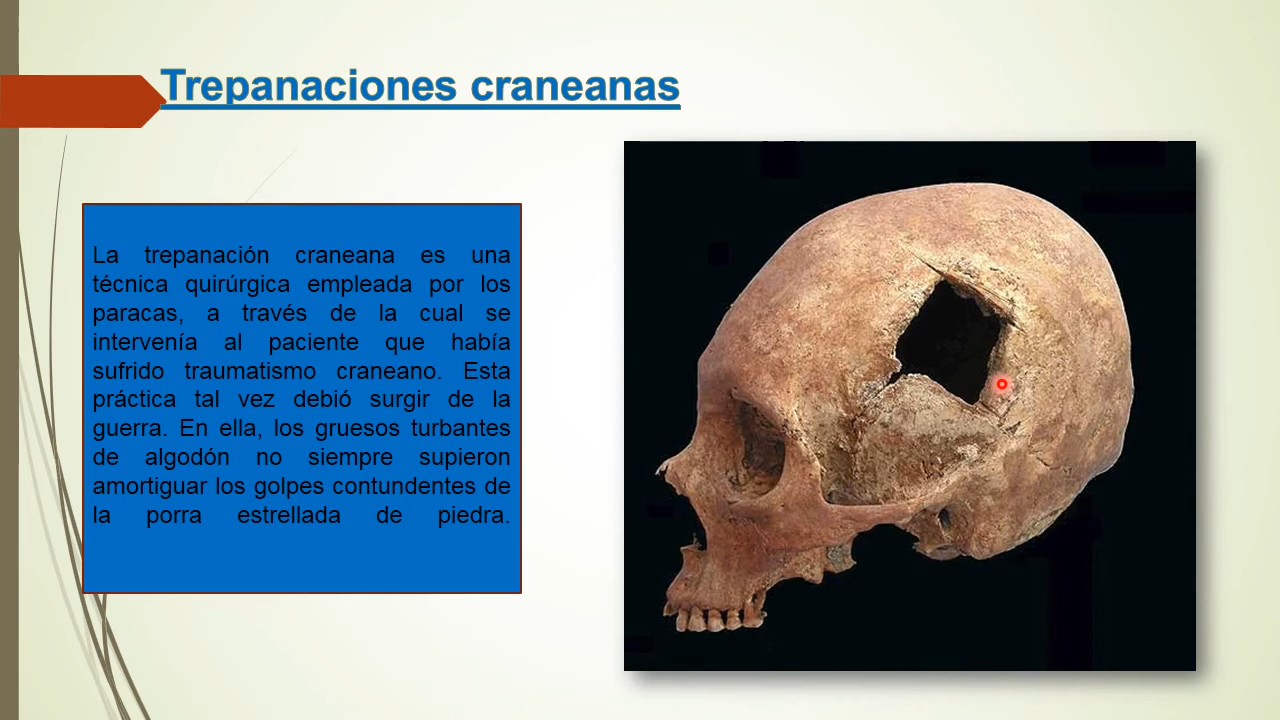 Trepanaciones craneanas
La trepanación craneana es una
técnica quirúrgica empleada por los
paracas, a través de la cual se
intervenía al paciente que había
sufrido traumatismo craneano. Esta
práctica tal vez debió surgir de la
guerra. En ella, los gruesos turbantes
de algodón no siempre supieron
amortiguar los golpes contundentes de
la porra estrellada de piedra.